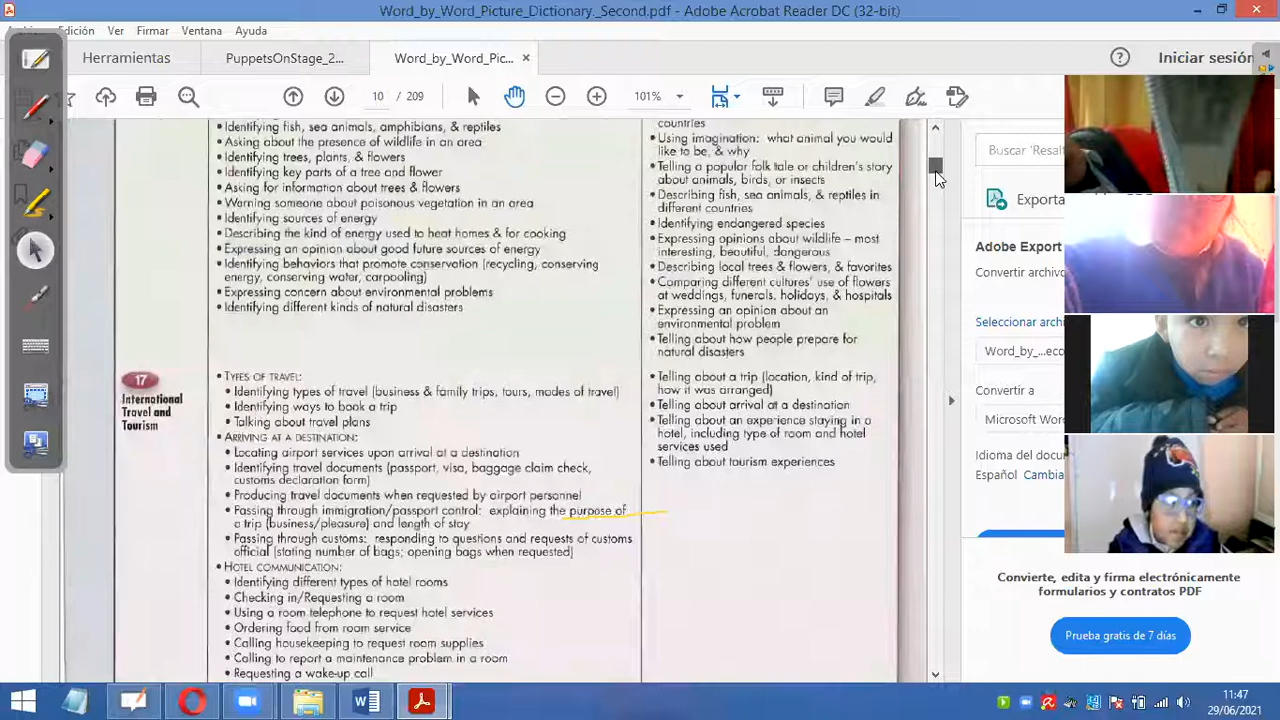 Word_by_Word_Picture_Dictionary_Second.pdf - Adobe Acrobat Reader DC (32-bit)
Edición Ver Firmar Ventana Ayuda
Herramientas PuppetsOnStage_2... Word_by_Word_Pic... × Iniciar sesión
10 / 209 101%
• Identifying fish, sea animals, amphibians, & reptiles
• Asking about the presence of wildlife in an area
• Identifying trees, plants, & flowers
• Identifying key parts of a tree and flower
• Asking for information about trees & flowers
• Warning someone about poisonous vegetation in an area
• Identifying sources of energy
• Describing the kind of energy used to heat homes & for cooking
• Expressing an opinion about good future sources of energy
• Identifying behaviors that promote conservation (recycling, conserving
energy, conserving water, carpooling)
• Expressing concern about environmental problems
• Identifying different kinds of natural disasters
countries
• Using imagination: what animal you would
like to be, & why
• Telling a popular folk tale or children's story
about animals, birds, or insects
• Describing fish, sea animals, & reptiles in
different countries
• Identifying endangered species
• Expressing opinions about wildlife – most
interesting, beautiful, dangerous
• Describing local trees & flowers, & favorites
• Comparing different cultures' use of flowers
at weddings, funerals, holidays, & hospitals
• Expressing an opinion about an
environmental problem
• Telling about how people prepare for
natural disasters
17
International
Travel and
Tourism
• TYPES OF TRAVEL:
• Identifying types of travel (business & family trips, tours, modes of travel)
• Identifying ways to book a trip
• Talking about travel plans
• ARRIVING AT A DESTINATION:
• Locating airport services upon arrival at a destination
• Identifying travel documents (passport, visa, baggage claim check,
customs declaration form)
• Producing travel documents when requested by airport personnel
• Passing through immigration/passport control: explaining the purpose of
a trip (business/pleasure) and length of stay
• Passing through customs: responding to questions and requests of customs
official (stating number of bags; opening bags when requested)
• HOTEL COMMUNICATION:
• Identifying different types of hotel rooms
• Checking in/Requesting a room
• Using a room telephone to request hotel services
• Ordering food from room service
• Calling housekeeping to request room supplies
• Calling to report a maintenance problem in a room
• Requesting a wake-up call
• Telling about a trip (location, kind of trip,
how it was arranged)
• Telling about arrival at a destination
• Telling about an experience staying in a
hotel, including type of room and hotel
services used
• Telling about tourism experiences
Buscar 'Resalt
Exporta
Adobe Export
Convertir archiv
Seleccionar archi
Word_by_...eco
Convertir a
Microsoft Wor
Idioma del docum
Español Cambia
Convierte, edita y firma electrónicamente
formularios y contratos PDF
Prueba gratis de 7 días
11:47
29/06/2021